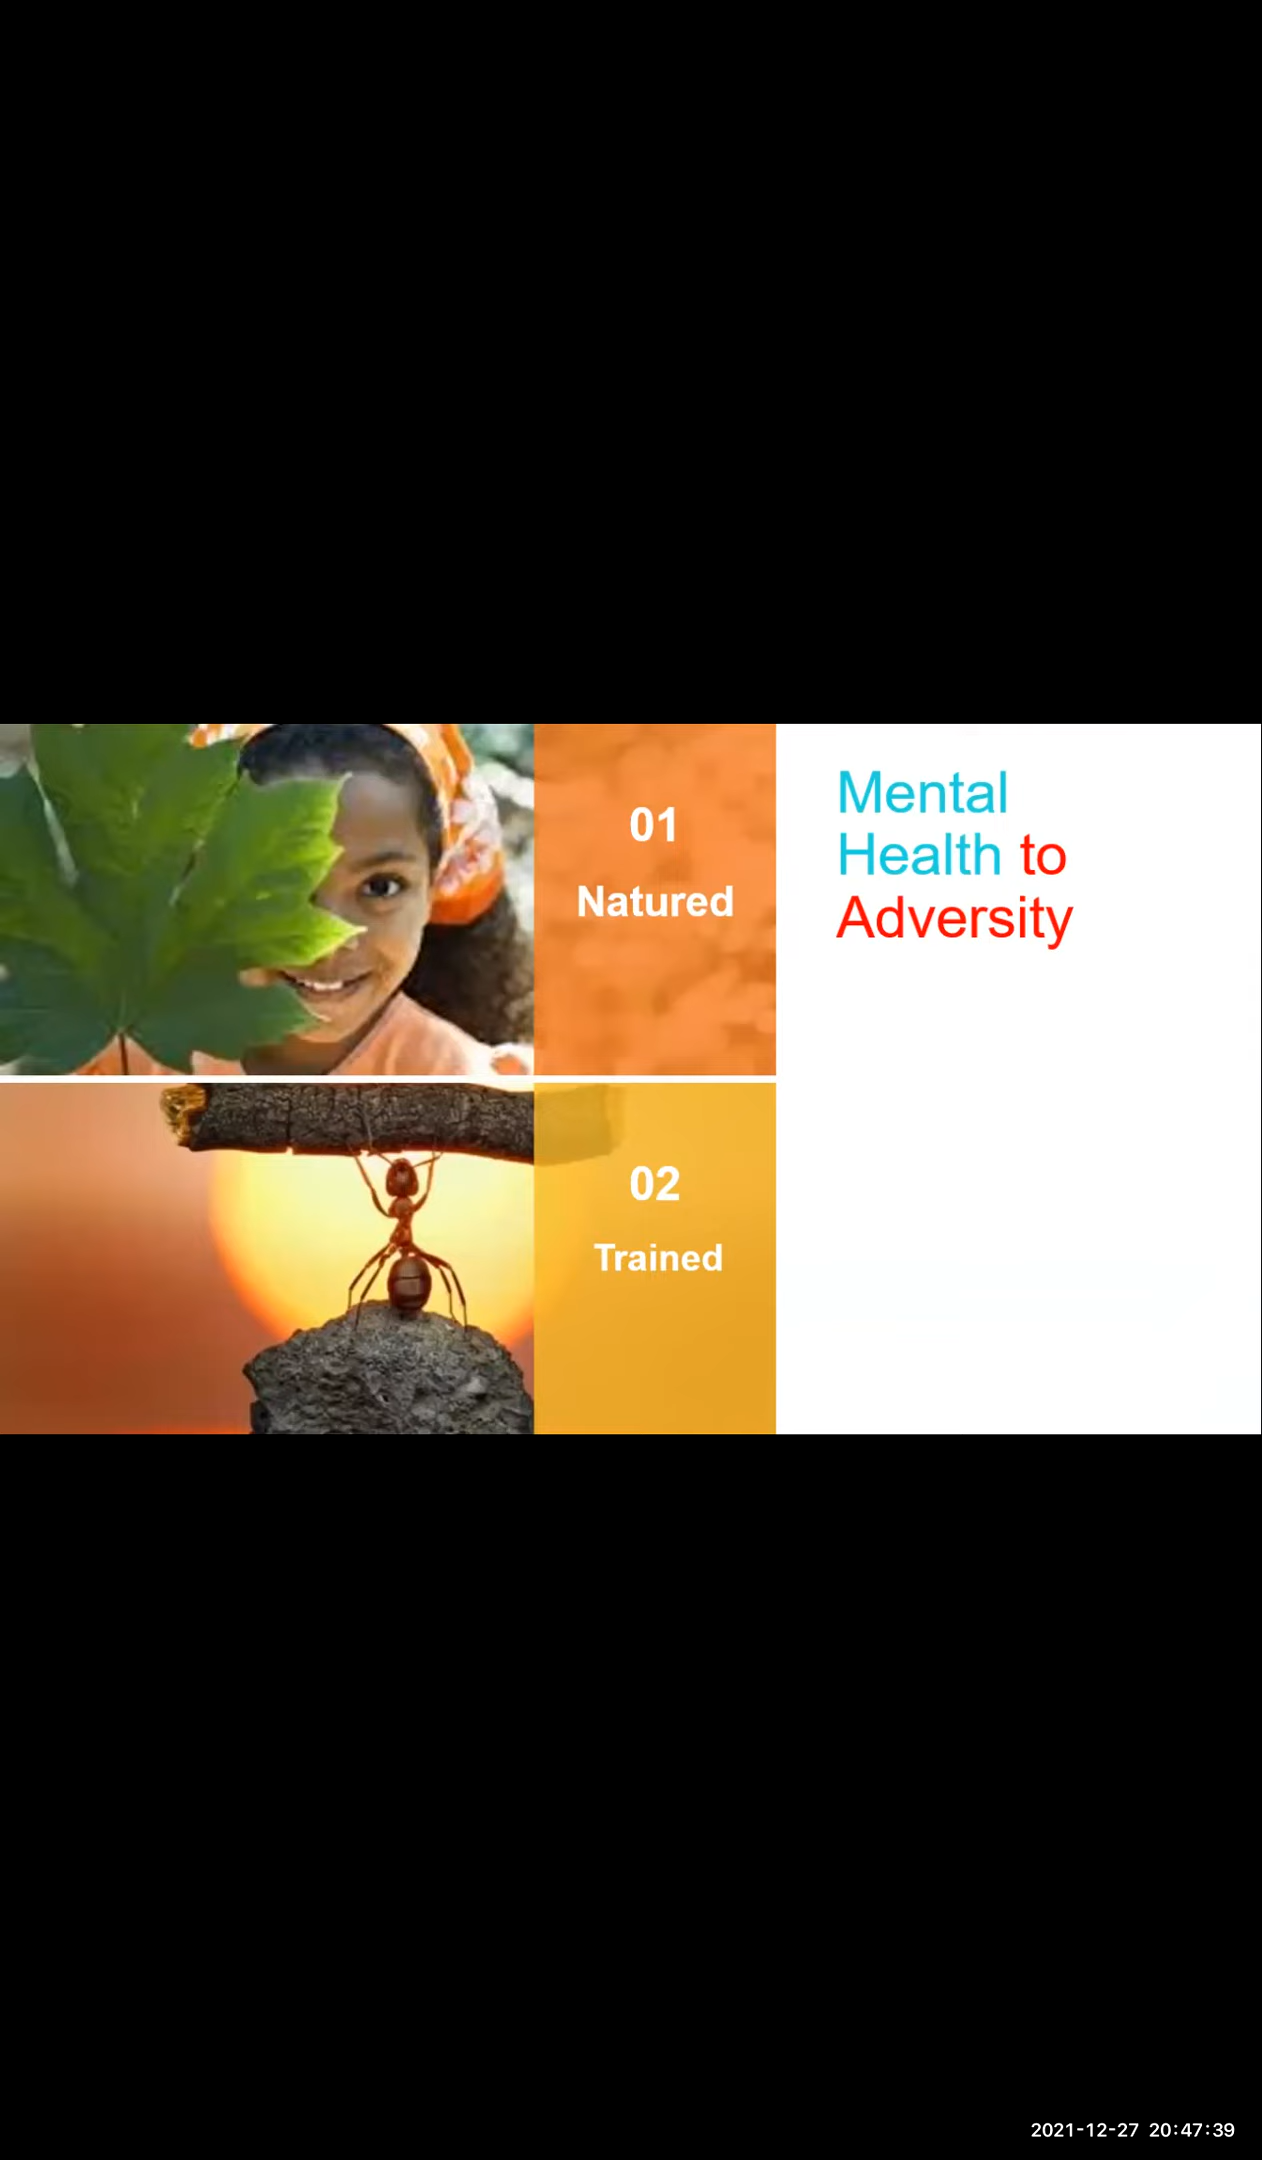 01
Natured
02
Trained
Mental
Health to
Adversity
2021-12-27 20:47:39